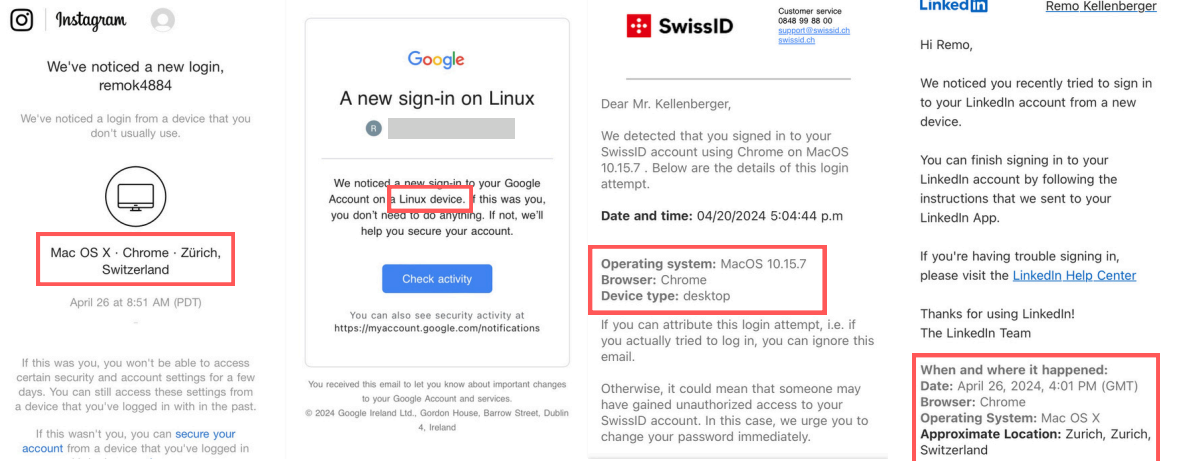 Instagram
We've noticed a new login,
remok4884
We've noticed a login from a device that you
don't usually use.
Mac OS X · Chrome · Zürich,
Switzerland
April 26 at 8:51 AM (PDT)
If this was you, you won't be able to access
certain security and account settings for a few
days. You can still access these settings from
a device that you've logged in with in the past.
If this wasn't you, you can secure your
account from a device that you've logged in
Google
A new sign-in on Linux
R
We noticed a new sign-in to your Google
Account on a Linux device. If this was you,
you don't need to do anything. If not, we'll
help you secure your account.
Check activity
You can also see security activity at
https://myaccount.google.com/notifications
You received this email to let you know about important changes
to your Google Account and services.
© 2024 Google Ireland Ltd., Gordon House, Barrow Street, Dublin
4, Ireland
SwissID
Customer service
0848 99 88 00
support@swissid.ch
swissid.ch
Dear Mr. Kellenberger,
We detected that you signed in to your
SwissID account using Chrome on MacOS
10.15.7 . Below are the details of this login
attempt.
Date and time: 04/20/2024 5:04:44 p.m
Operating system: MacOS 10.15.7
Browser: Chrome
Device type: desktop
If you can attribute this login attempt, i.e. if
you actually tried to log in, you can ignore this
email.
Otherwise, it could mean that someone may
have gained unauthorized access to your
SwissID account. In this case, we urge you to
change your password immediately.
LinkedIn
Remo Kellenberger
Hi Remo,
We noticed you recently tried to sign in
to your LinkedIn account from a new
device.
You can finish signing in to your
LinkedIn account by following the
instructions that we sent to your
LinkedIn App.
If you're having trouble signing in,
please visit the LinkedIn Help Center
Thanks for using LinkedIn!
The LinkedIn Team
When and where it happened:
Date: April 26, 2024, 4:01 PM (GMT)
Browser: Chrome
Operating System: Mac OS X
Approximate Location: Zurich, Zurich,
Switzerland